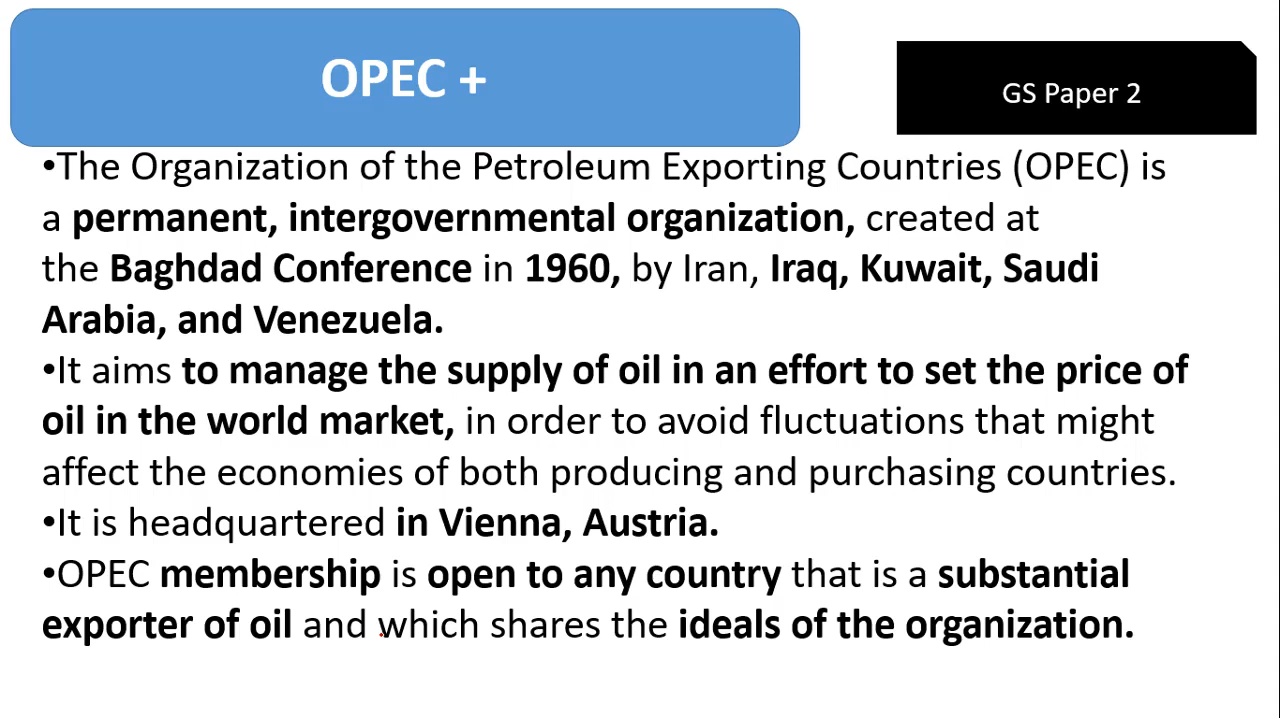 OPEC +
GS Paper 2
•The Organization of the Petroleum Exporting Countries (OPEC) is
a permanent, intergovernmental organization, created at
the Baghdad Conference in 1960, by Iran, Iraq, Kuwait, Saudi
Arabia, and Venezuela.
•It aims to manage the supply of oil in an effort to set the price of
oil in the world market, in order to avoid fluctuations that might
affect the economies of both producing and purchasing countries.
•It is headquartered in Vienna, Austria.
•OPEC membership is open to any country that is a substantial
exporter of oil and which shares the ideals of the organization.